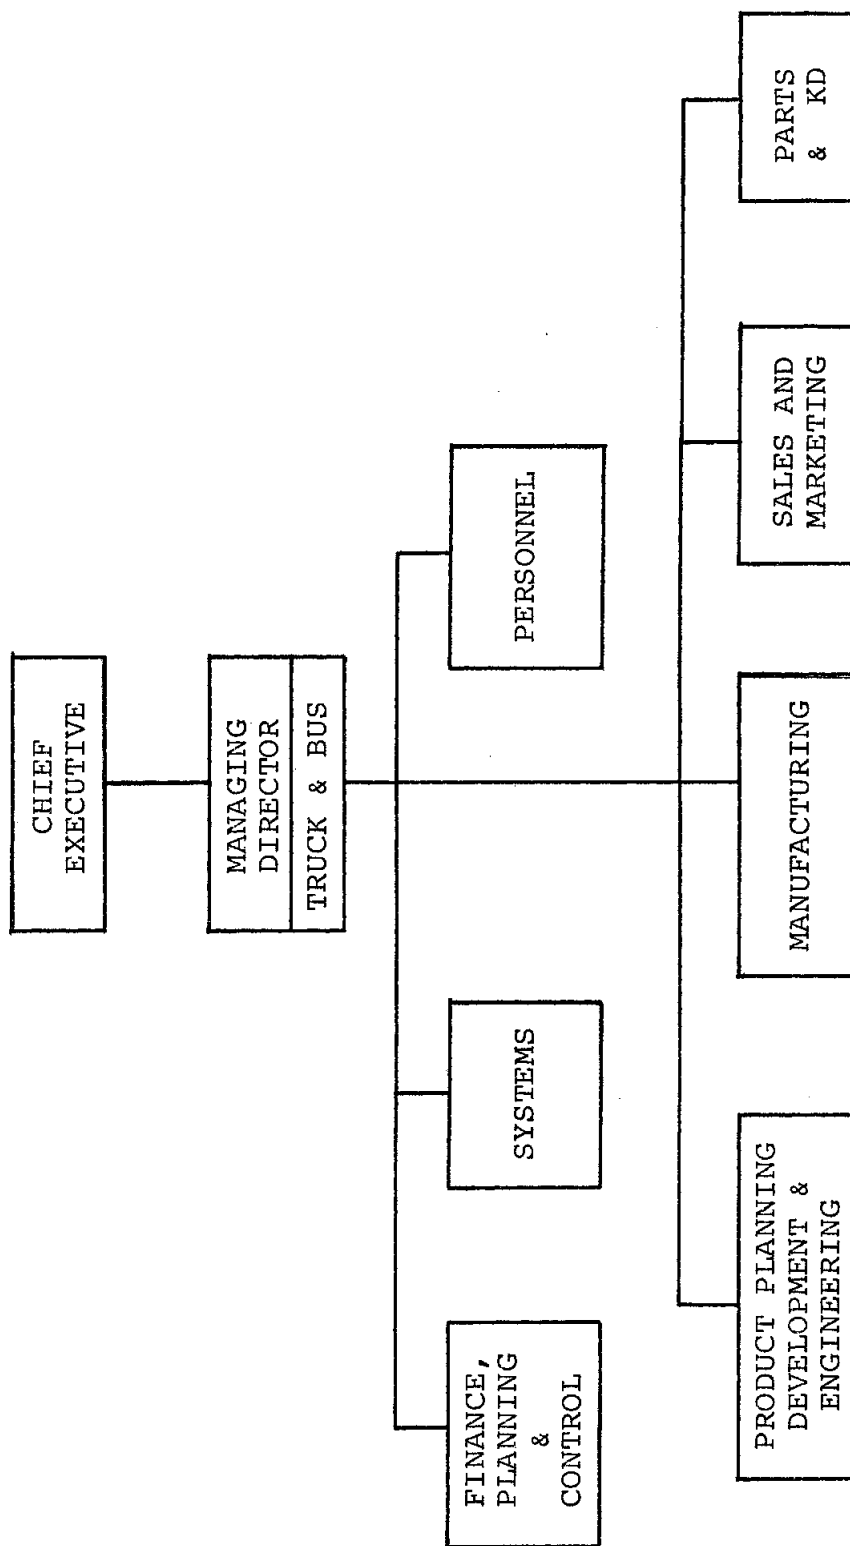 CHIEF
EXECUTIVE
MANAGING
DIRECTOR
TRUCK & BUS
FINANCE,
PLANNING
&
CONTROL
SYSTEMS
PERSONNEL
PRODUCT PLANNING
DEVELOPMENT &
ENGINEERING
MANUFACTURING
SALES AND
MARKETING
PARTS
& KD